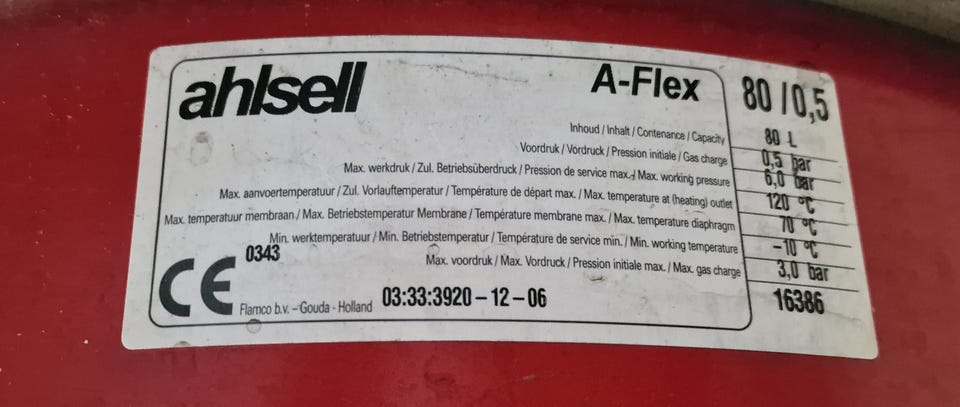 ahlsell A-Flex 80 / 0,5
Inhoud / Inhalt / Contenance / Capacity 80 L
Voordruk / Vordruck / Pression initiale / Gas charge 0,5 bar
Max. werkdruk / Zul. Betriebsüberdruck / Pression de service max. / Max. working pressure 6,0 bar
Max. aanvoertemperatuur / Zul. Vorlauftemperatur / Température de départ max. / Max. temperature at (heating) outlet 120 °C
Max. temperatuur membraan / Max. Betriebstemperatur Membrane / Température membrane max. / Max. temperature diaphragm 70 °C
Min. werktemperatuur / Min. Betriebstemperatur / Température de service min. / Min. working temperature -10 °C
Max. voordruk / Max. Vordruck / Pression initiale max. / Max. gas charge 3,0 bar
CE 0343
Flamco b.v. – Gouda - Holland 03:33:3920-12-06 16386